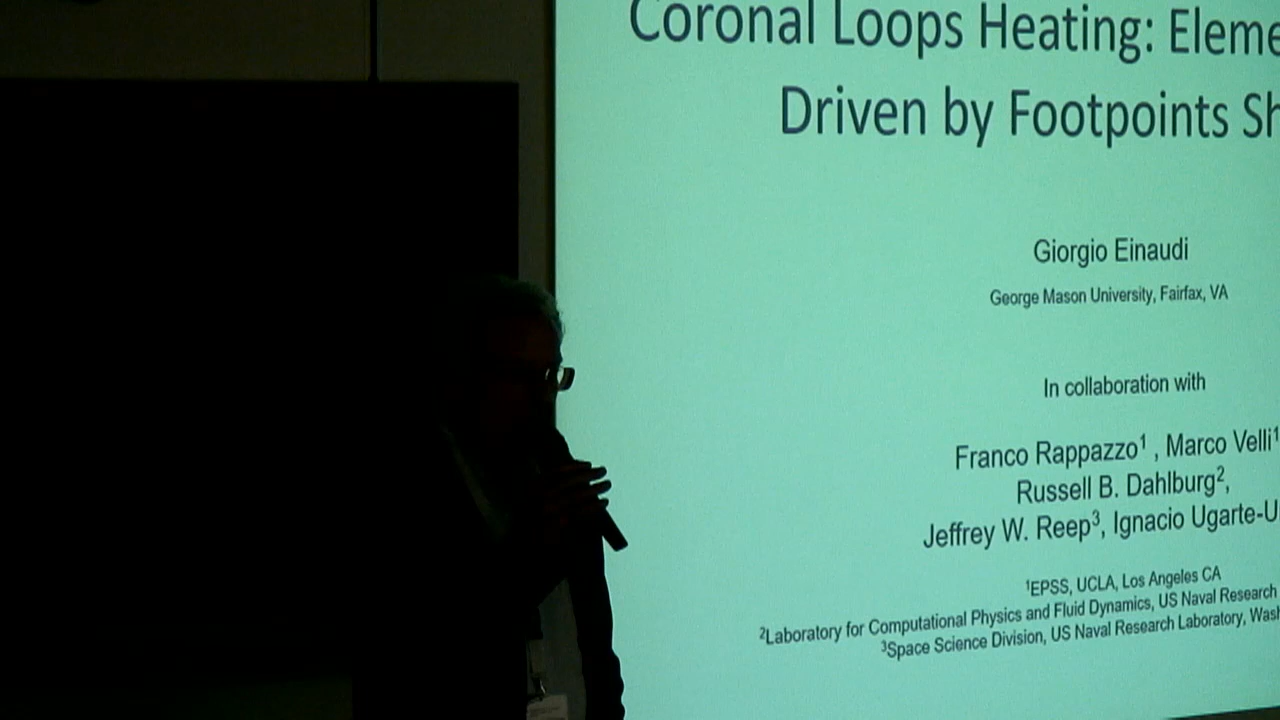 Coronal Loops Heating: Eleme
Driven by Footpoints Sh
Giorgio Einaudi
George Mason University, Fairfax, VA
In collaboration with
Franco Rappazzo¹ , Marco Velli¹
Russell B. Dahlburg²,
Jeffrey W. Reep³, Ignacio Ugarte-U
¹EPSS, UCLA, Los Angeles CA
²Laboratory for Computational Physics and Fluid Dynamics, US Naval Research
³Space Science Division, US Naval Research Laboratory, Wash